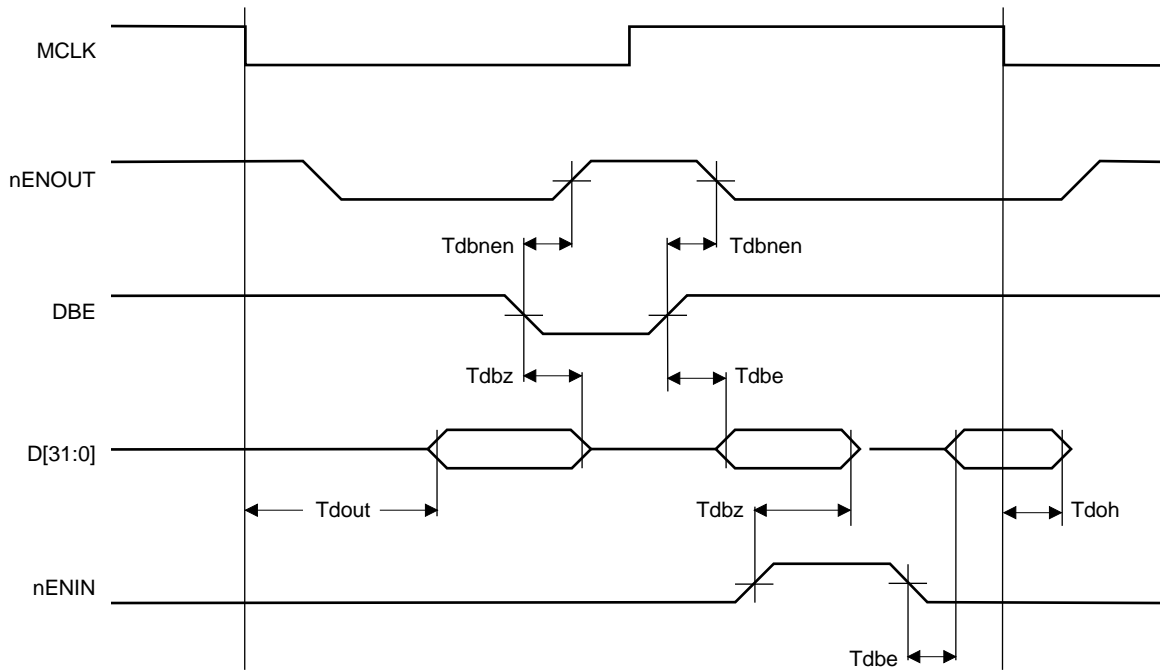 MCLK
nENOUT
Tdbnen
Tdbnen
DBE
Tdbz
Tdbe
D[31:0]
Tdout
Tdbz
Tdoh
nENIN
Tdbe